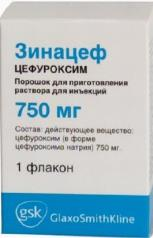 Зинацеф
ЦЕФУРОКСИМ
Порошок для приготовления
раствора для инъекций
750 мг
Состав: действующее вещество:
цефуроксим (в форме
цефуроксима натрия) 750 мг.
1 флакон
gsk GlaxoSmithKline